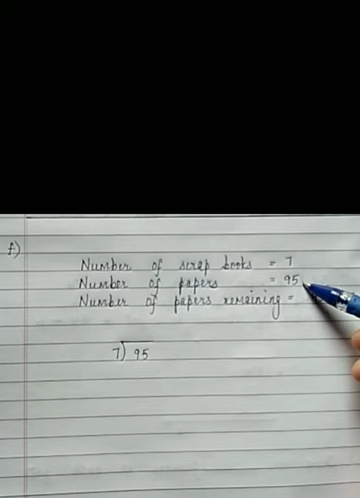 f)
Number of scrap books = 7
Number of papers = 95
Number of papers remaining =
7) 95